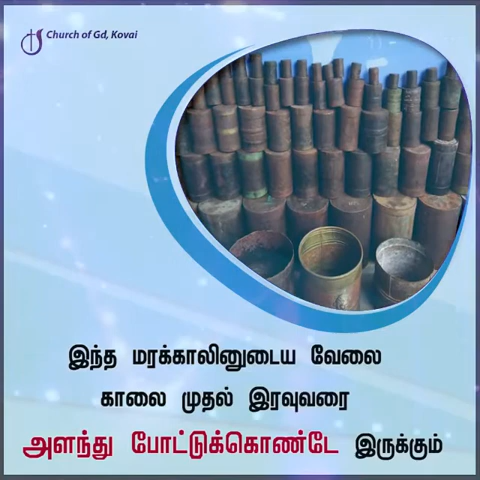 Church of Gd, Kovai
இந்த மரக்காலினுடைய வேலை
காலை முதல் இரவுவரை
அளந்து போட்டுக்கொண்டே இருக்கும்